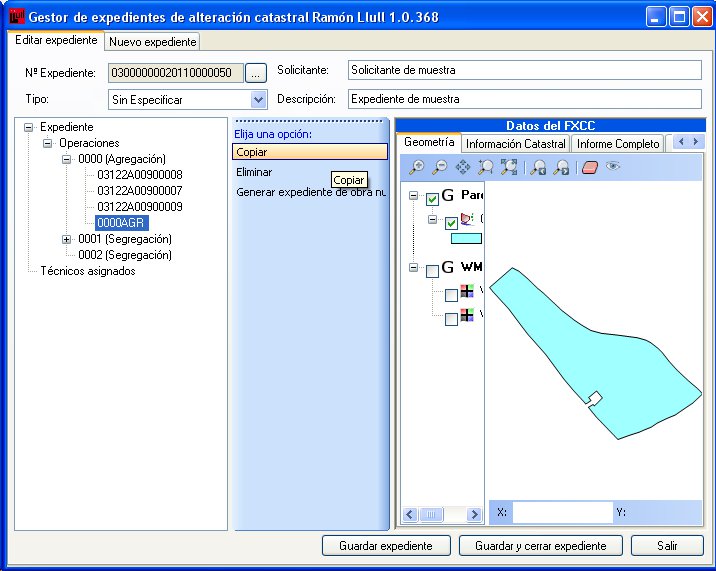 Gestor de expedientes de alteración catastral Ramón Llull 1.0.368
Editar expediente Nuevo expediente
Nº Expediente: 03000000020110000050 ... Solicitante: Solicitante de muestra
Tipo: Sin Especificar Descripción: Expediente de muestra
Expediente
Operaciones
0000 (Agregación)
03122A00900008
03122A00900007
03122A00900009
0000AGR
0001 (Segregación)
0002 (Segregación)
Técnicos asignados
Elija una opción:
Copiar
Eliminar
Copiar
Generar expediente de obra nu
Datos del FXCC
Geometría Información Catastral Informe Completo
G Parc
G WM
X: Y:
Guardar expediente Guardar y cerrar expediente Salir